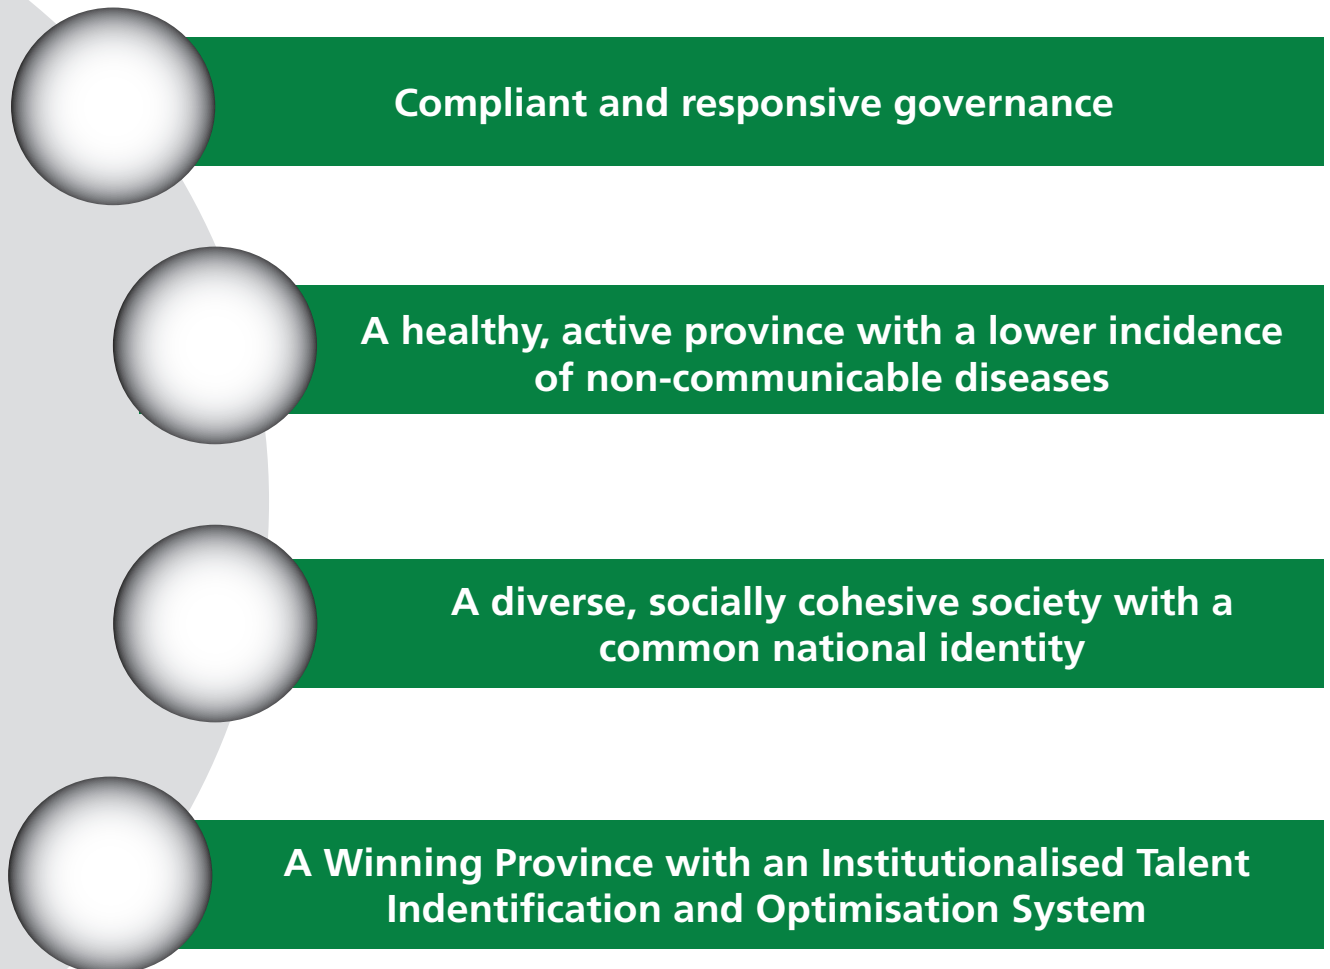 Compliant and responsive governance
A healthy, active province with a lower incidence
of non-communicable diseases
A diverse, socially cohesive society with a
common national identity
A Winning Province with an Institutionalised Talent
Indentification and Optimisation System